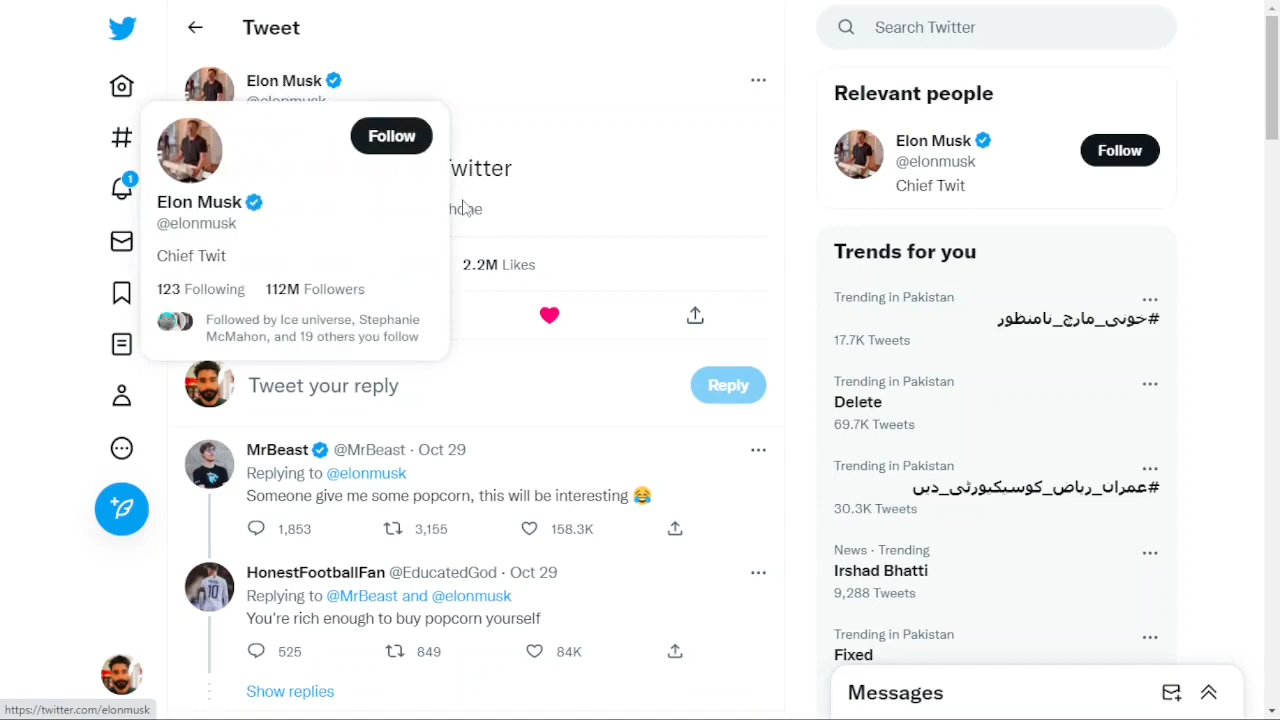 Tweet
Elon Musk
Follow
Elon Musk
@elonmusk
Chief Twit
123 Following 112M Followers
Followed by Ice universe, Stephanie
McMahon, and 19 others you follow
1
2.2M Likes
Tweet your reply
Reply
MrBeast @MrBeast · Oct 29
Replying to @elonmusk
Someone give me some popcorn, this will be interesting 😂
1,853 3,155 158.3K
HonestFootballFan @EducatedGod · Oct 29
Replying to @MrBeast and @elonmusk
You're rich enough to buy popcorn yourself
525 849 84K
Show replies
https://twitter.com/elonmusk
Search Twitter
Relevant people
Elon Musk
@elonmusk
Chief Twit
Follow
Trends for you
Trending in Pakistan
#خونی_مارچ_نامنظور
17.7K Tweets
Trending in Pakistan
Delete
69.7K Tweets
Trending in Pakistan
#عمران_ریاض_کوسیکیورٹی_دیں
30.3K Tweets
News · Trending
Irshad Bhatti
9,288 Tweets
Trending in Pakistan
Fixed
Messages